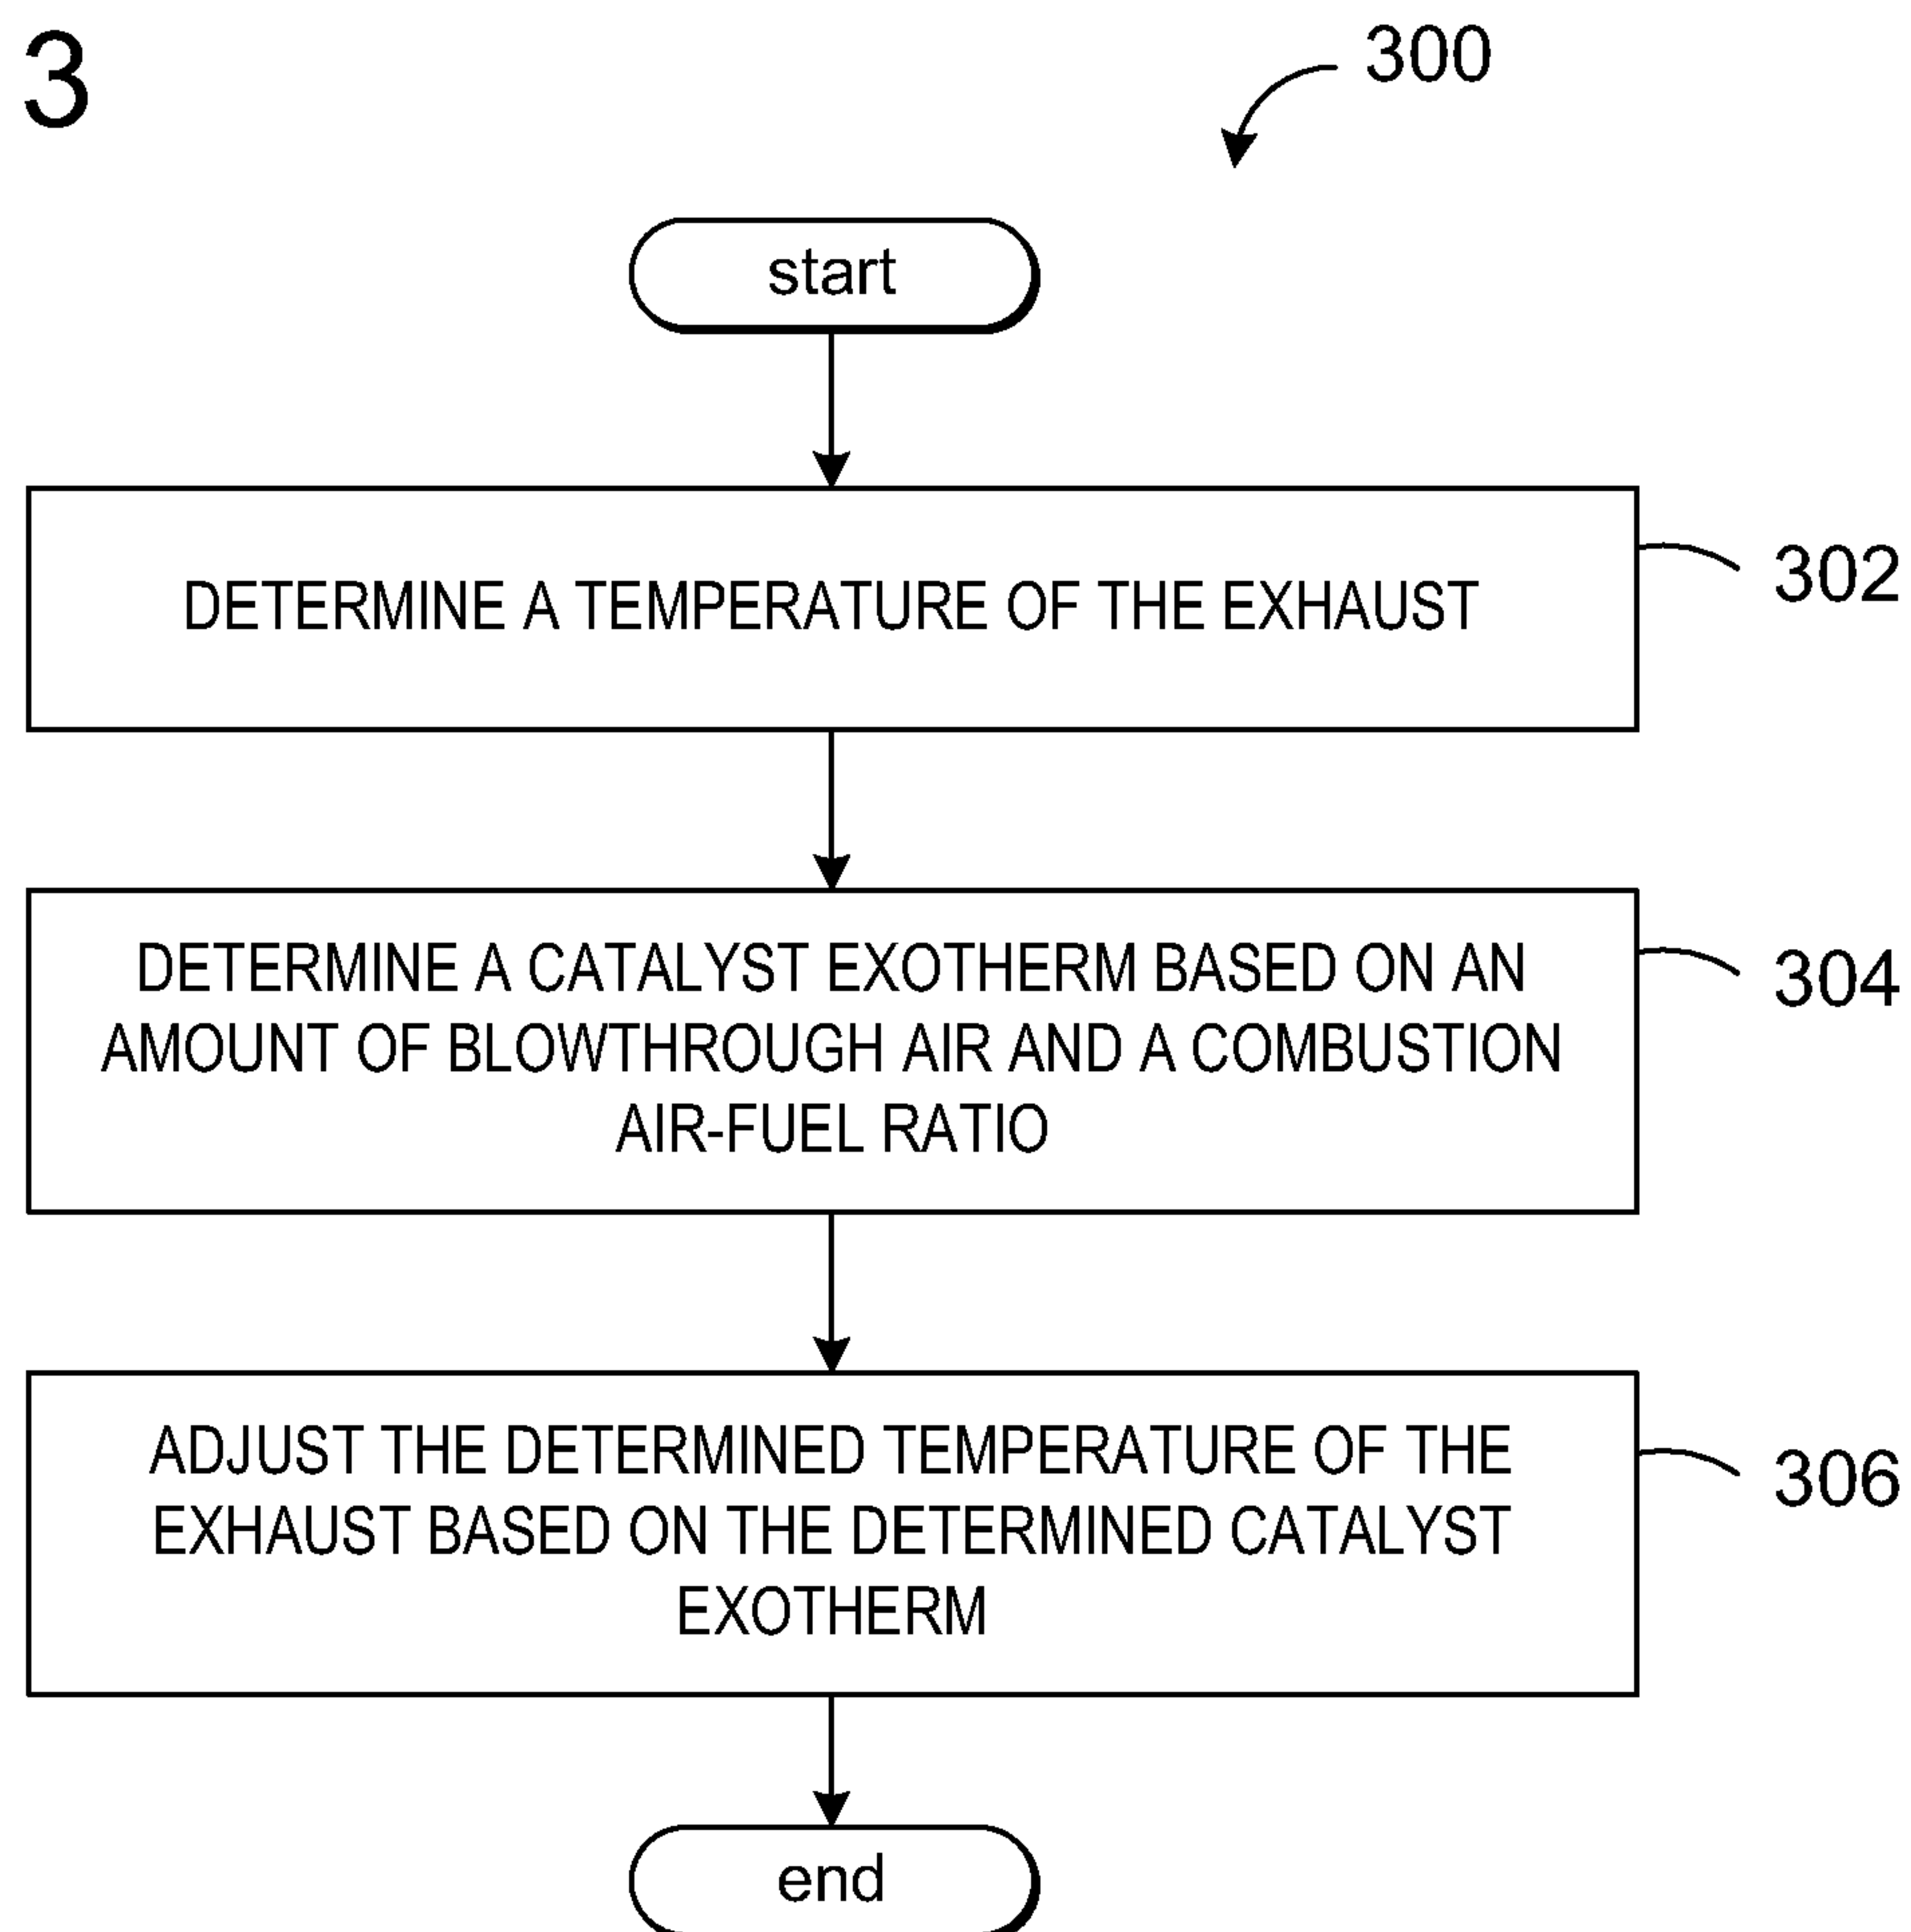 3
300
start
DETERMINE A TEMPERATURE OF THE EXHAUST
302
DETERMINE A CATALYST EXOTHERM BASED ON AN
AMOUNT OF BLOWTHROUGH AIR AND A COMBUSTION
AIR-FUEL RATIO
304
ADJUST THE DETERMINED TEMPERATURE OF THE
EXHAUST BASED ON THE DETERMINED CATALYST
EXOTHERM
306
end